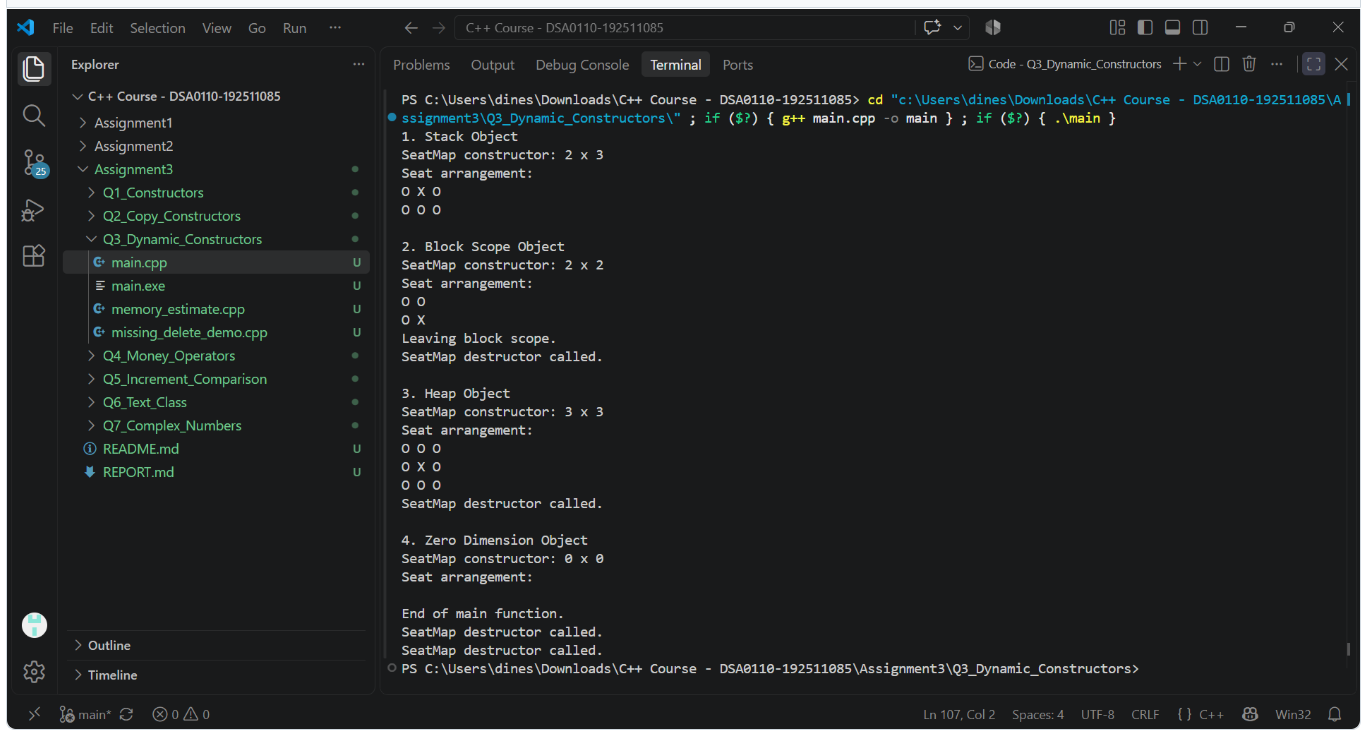 File Edit Selection View Go Run ··· C++ Course - DSA0110-192511085
Explorer ···
C++ Course - DSA0110-192511085
Assignment1
Assignment2
Assignment3
Q1_Constructors
Q2_Copy_Constructors
Q3_Dynamic_Constructors
main.cpp U
main.exe U
memory_estimate.cpp U
missing_delete_demo.cpp U
Q4_Money_Operators
Q5_Increment_Comparison
Q6_Text_Class
Q7_Complex_Numbers
README.md U
REPORT.md U
Outline
Timeline
25
Problems Output Debug Console Terminal Ports Code - Q3_Dynamic_Constructors ···
PS C:\Users\dines\Downloads\C++ Course - DSA0110-192511085> cd "c:\Users\dines\Downloads\C++ Course - DSA0110-192511085\A
ssignment3\Q3_Dynamic_Constructors\" ; if ($?) { g++ main.cpp -o main } ; if ($?) { .\main }
1. Stack Object
SeatMap constructor: 2 x 3
Seat arrangement:
O X O
O O O
2. Block Scope Object
SeatMap constructor: 2 x 2
Seat arrangement:
O O
O X
Leaving block scope.
SeatMap destructor called.
3. Heap Object
SeatMap constructor: 3 x 3
Seat arrangement:
O O O
O X O
O O O
SeatMap destructor called.
4. Zero Dimension Object
SeatMap constructor: 0 x 0
Seat arrangement:
End of main function.
SeatMap destructor called.
SeatMap destructor called.
PS C:\Users\dines\Downloads\C++ Course - DSA0110-192511085\Assignment3\Q3_Dynamic_Constructors>
main* 0 0 Ln 107, Col 2 Spaces: 4 UTF-8 CRLF {} C++ Win32